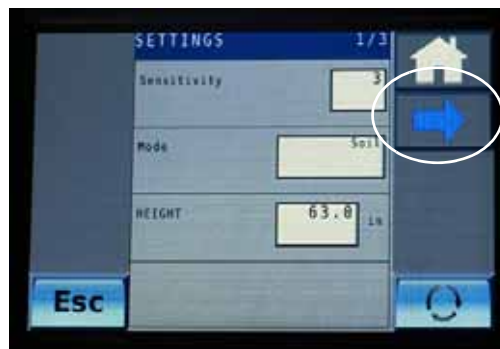 SETTINGS 1/3
Sensitivity 3
Mode Soil
HEIGHT 63.0 in
Esc